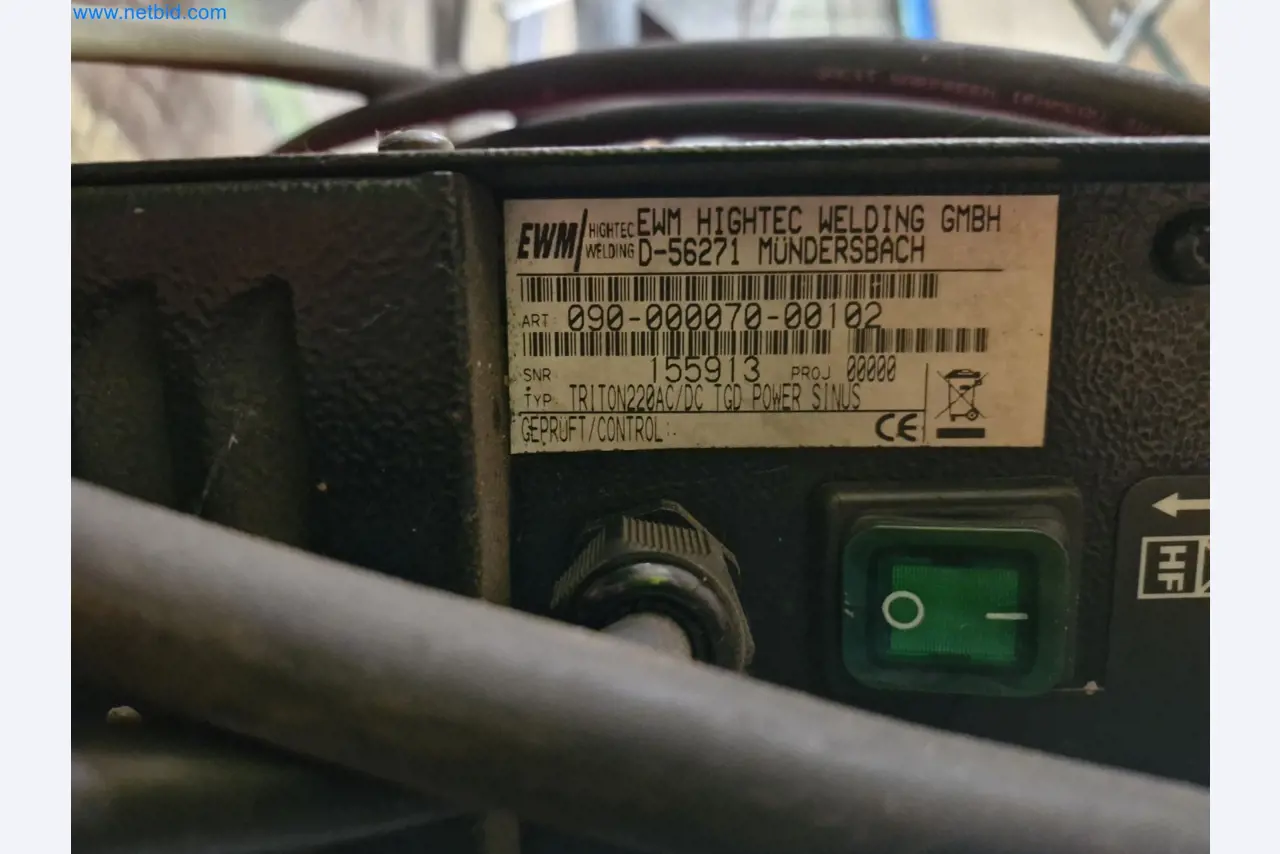 www.netbid.com
EWM/ HIGHTEC WELDING
EWM HIGHTEC WELDING GMBH
D-56271 MÜNDERSBACH
ART 090-000070-00102
SNR 155913 PROJ 00000
TYP TRITON220AC/DC TGD POWER SINUS
GEPRÜFT/CONTROL:
CE
O I
HF